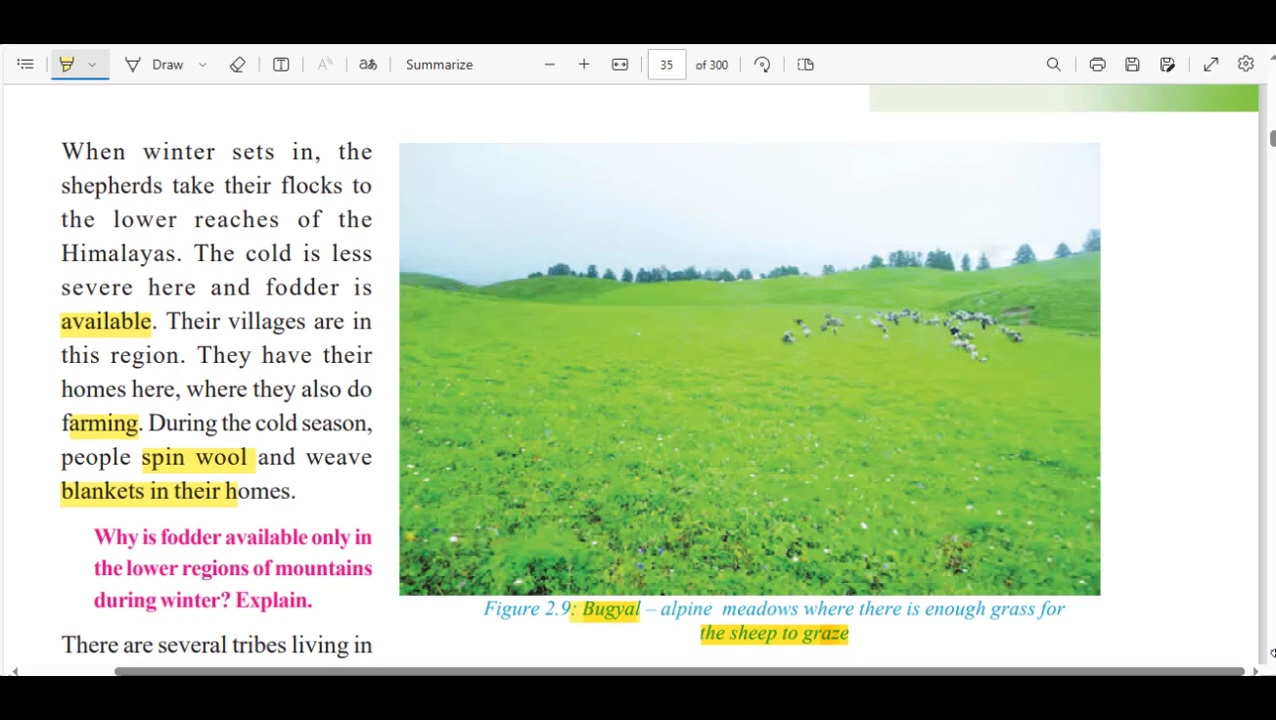 Draw
Summarize
35
of 300
When winter sets in, the
shepherds take their flocks to
the lower reaches of the
Himalayas. The cold is less
severe here and fodder is
available. Their villages are in
this region. They have their
homes here, where they also do
farming. During the cold season,
people spin wool and weave
blankets in their homes.
Why is fodder available only in
the lower regions of mountains
during winter? Explain.
There are several tribes living in
Figure 2.9: Bugyal – alpine meadows where there is enough grass for
the sheep to graze